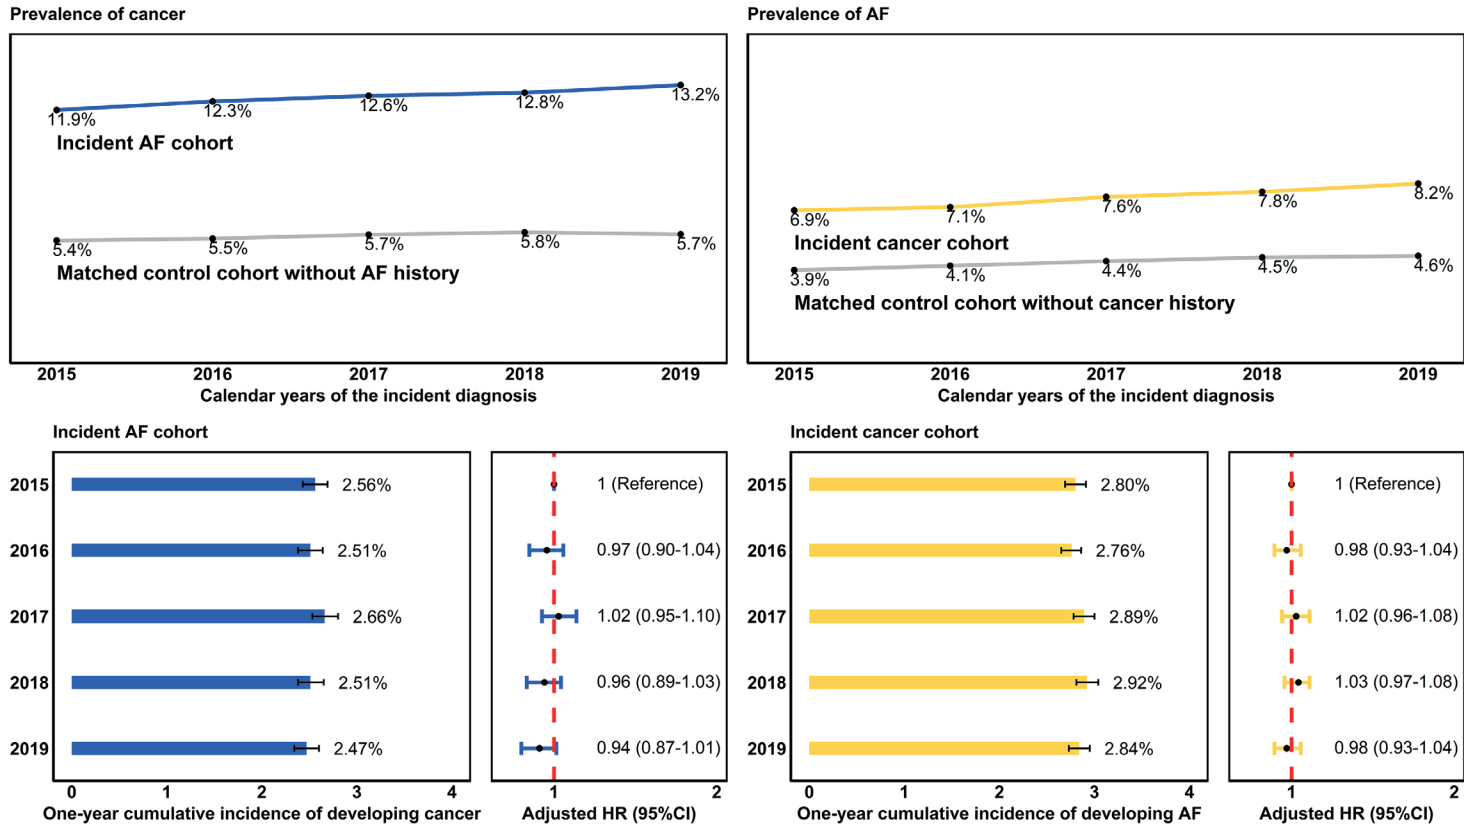 Prevalence of cancer
11.9%
12.3%
12.6%
12.8%
13.2%
Incident AF cohort
5.4%
5.5%
5.7%
5.8%
5.7%
Matched control cohort without AF history
2015 2016 2017 2018 2019
Calendar years of the incident diagnosis
Prevalence of AF
6.9%
7.1%
7.6%
7.8%
8.2%
Incident cancer cohort
3.9%
4.1%
4.4%
4.5%
4.6%
Matched control cohort without cancer history
2015 2016 2017 2018 2019
Calendar years of the incident diagnosis
Incident AF cohort
2015 2.56% 1 (Reference)
2016 2.51% 0.97 (0.90-1.04)
2017 2.66% 1.02 (0.95-1.10)
2018 2.51% 0.96 (0.89-1.03)
2019 2.47% 0.94 (0.87-1.01)
0 1 2 3 4 1 2
One-year cumulative incidence of developing cancer Adjusted HR (95%CI)
Incident cancer cohort
2015 2.80% 1 (Reference)
2016 2.76% 0.98 (0.93-1.04)
2017 2.89% 1.02 (0.96-1.08)
2018 2.92% 1.03 (0.97-1.08)
2019 2.84% 0.98 (0.93-1.04)
0 1 2 3 4 1 2
One-year cumulative incidence of developing AF Adjusted HR (95%CI)